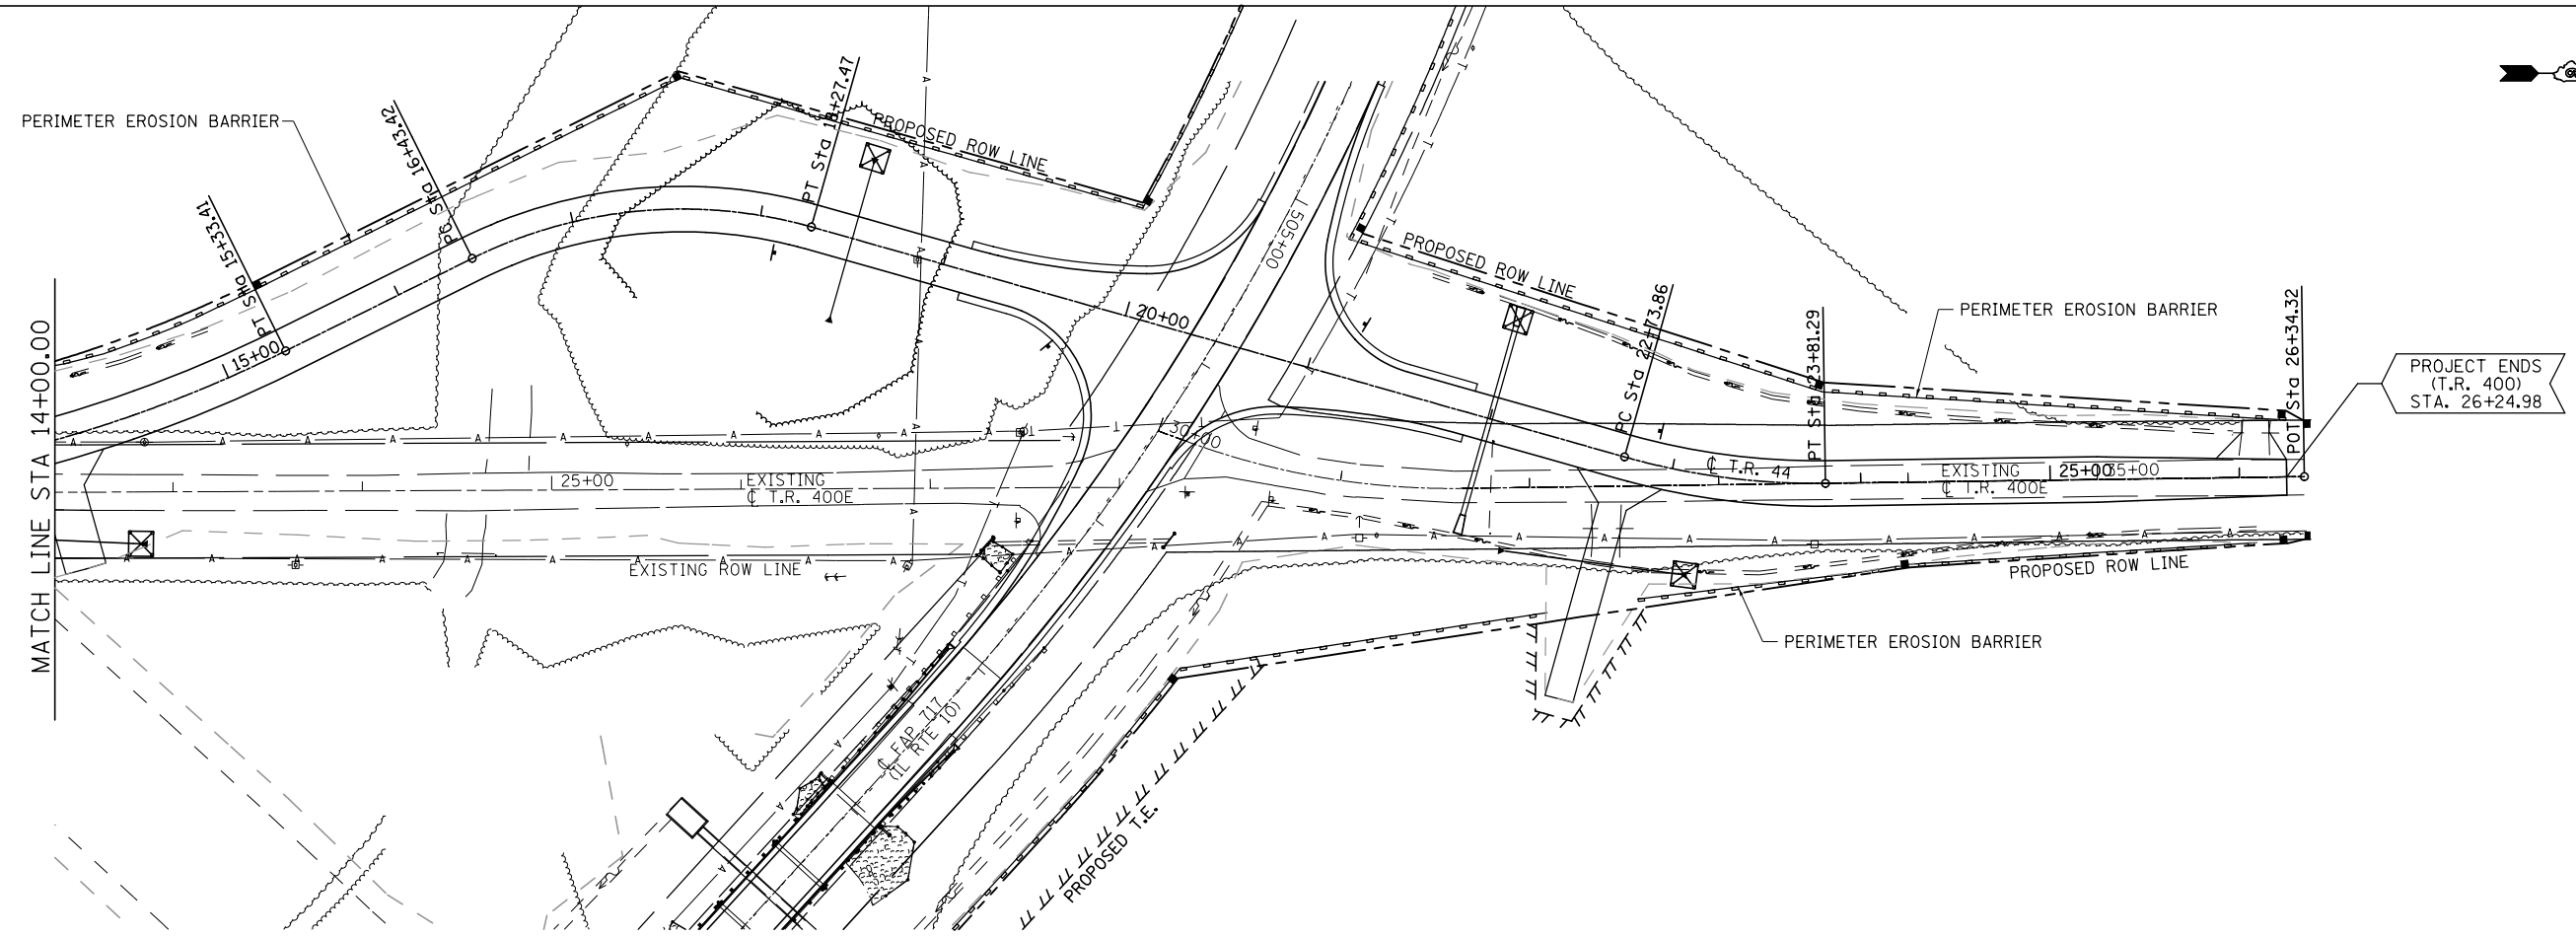 PERIMETER EROSION BARRIER
PT Sta 15+33.41
PC Sta 16+43.42
PT Sta 18+27.47
PROPOSED ROW LINE
505+00
PROPOSED ROW LINE
PERIMETER EROSION BARRIER
PC Sta 22+73.86
PT Sta 23+81.29
POT Sta 26+34.32
PROJECT ENDS
(T.R. 400)
STA. 26+24.98
MATCH LINE STA 14+00.00
15+00
20+00
30+00
25+00
EXISTING
℄ T.R. 400E
℄ T.R. 44
EXISTING
℄ T.R. 400E
25+00
35+00
EXISTING ROW LINE
PROPOSED ROW LINE
PERIMETER EROSION BARRIER
℄ FAP 717
(IL RTE 10)
PROPOSED T.E.